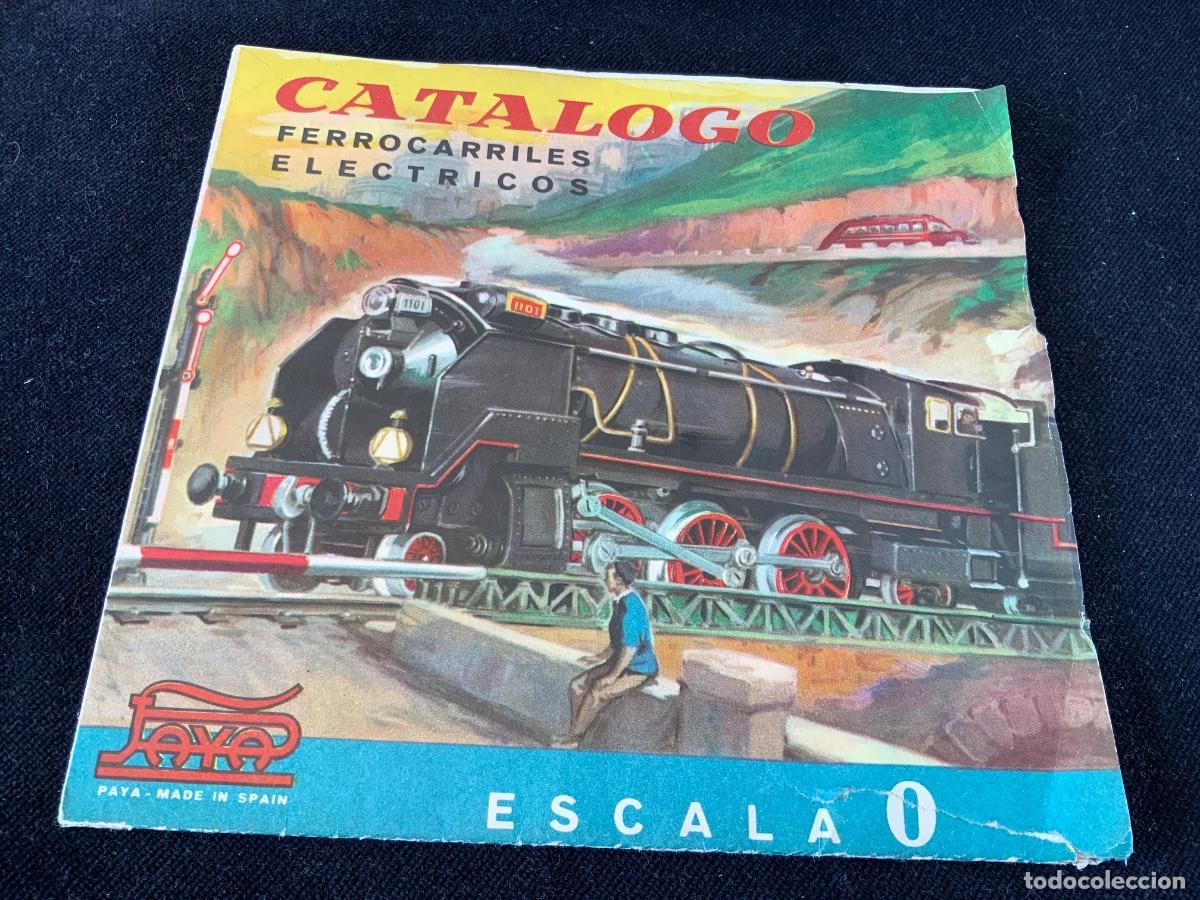 CATALOGO
FERROCARRILES
ELECTRICOS
1101
1101
Paya
PAYA - MADE IN SPAIN
ESCALA 0
todocoleccion